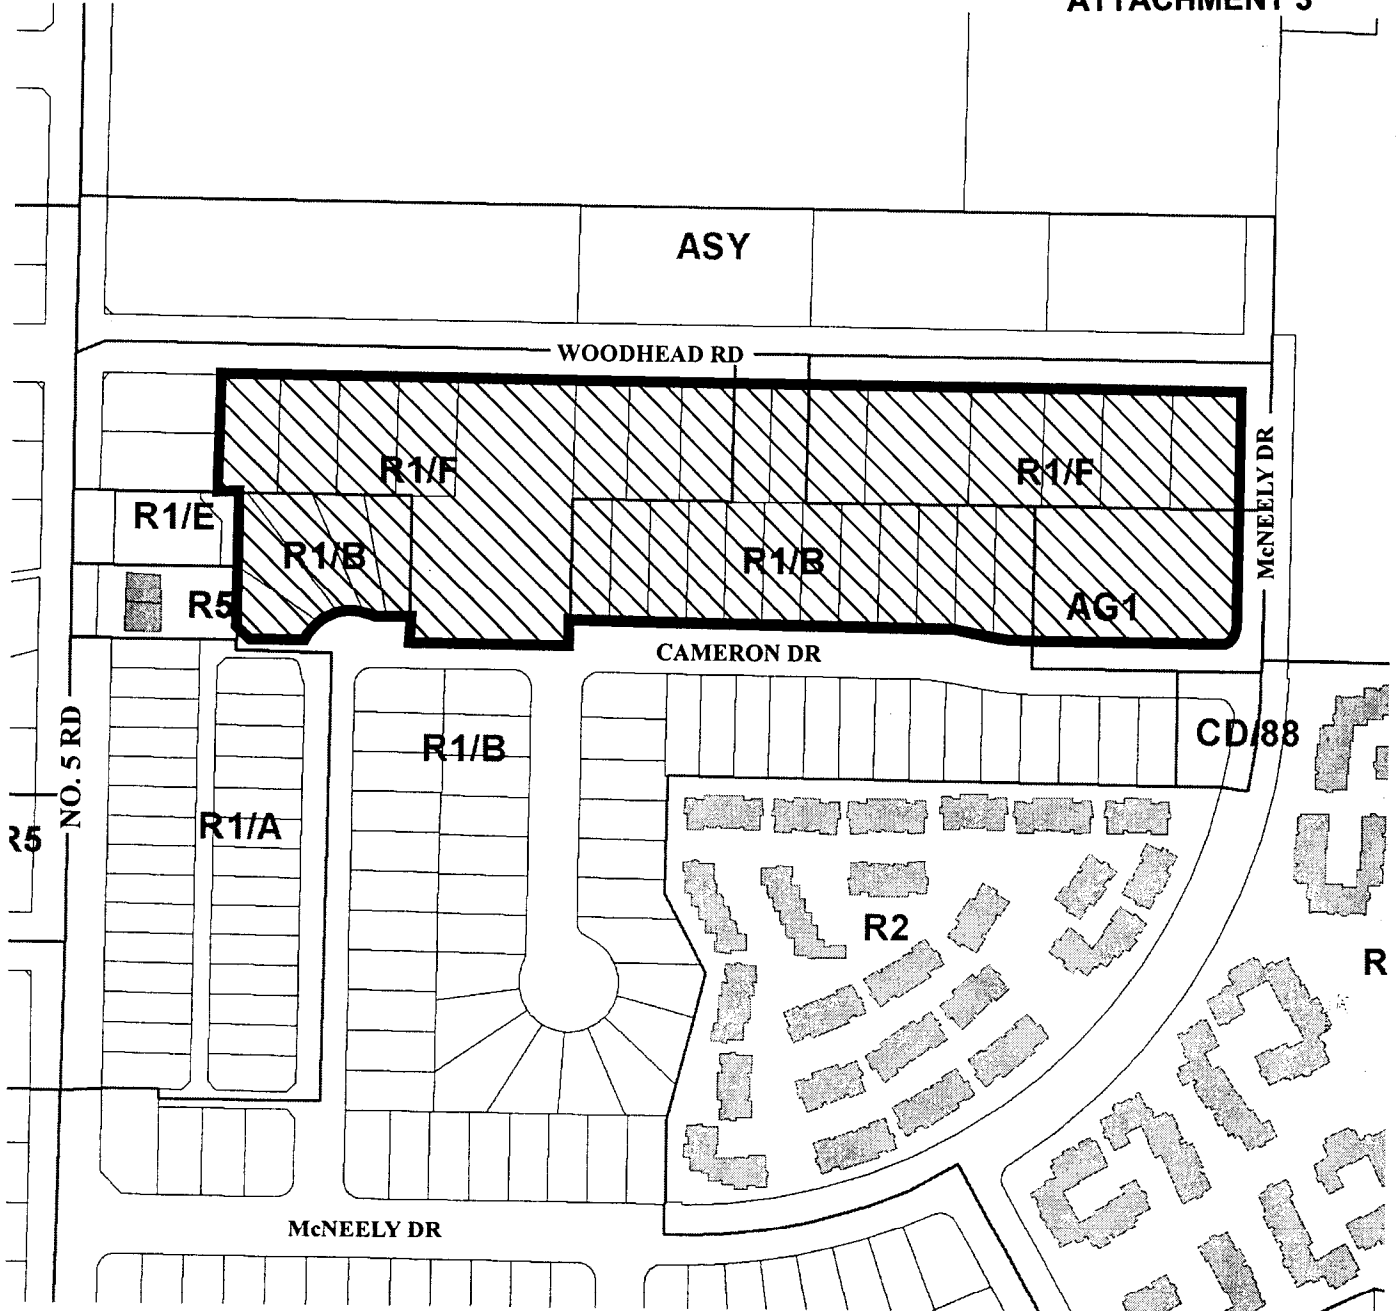 ATTACHMENT 3
ASY
WOODHEAD RD
R1/F
R1/F
McNEELY DR
R1/E
R1/B
R1/B
R5
AG1
CAMERON DR
NO. 5 RD
R1/B
CD/88
R1/A
R5
R2
R
McNEELY DR